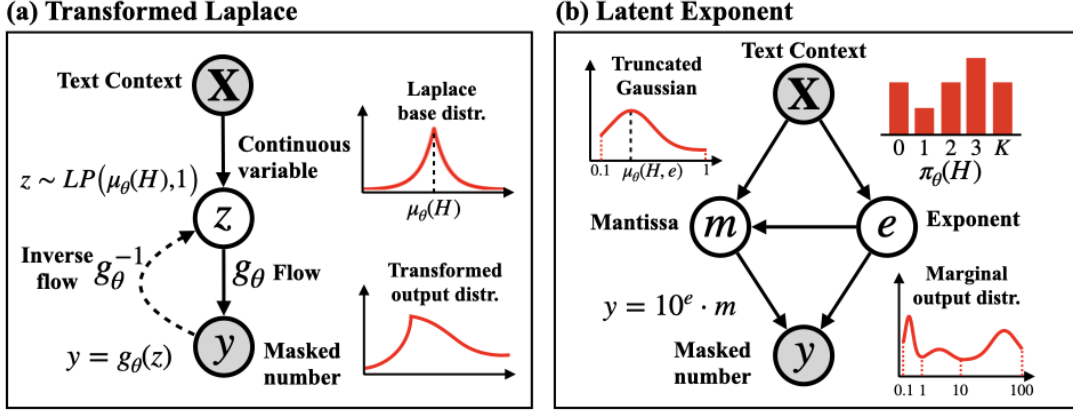 (a) Transformed Laplace
Text Context
X
Laplace
base distr.
Continuous
variable
z ~ LP(μθ(H),1)
μθ(H)
z
Inverse
flow
gθ⁻¹
gθ Flow
Transformed
output distr.
y = gθ(z)
y
Masked
number
(b) Latent Exponent
Text Context
X
Truncated
Gaussian
0.1 μθ(H, e) 1
0 1 2 3 K
πθ(H)
Mantissa
m
e
Exponent
Marginal
output distr.
y = 10ᵉ · m
Masked
number
y
0.1 1 10 100